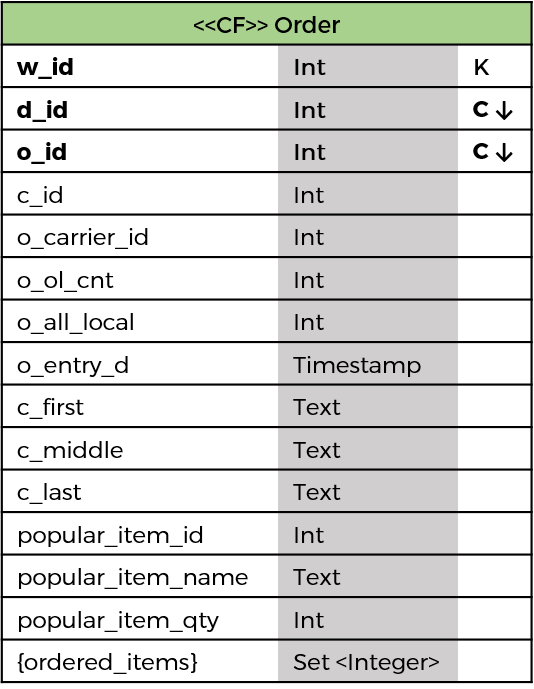 <<CF>> Order
w_id Int K
d_id Int C ↓
o_id Int C ↓
c_id Int
o_carrier_id Int
o_ol_cnt Int
o_all_local Int
o_entry_d Timestamp
c_first Text
c_middle Text
c_last Text
popular_item_id Int
popular_item_name Text
popular_item_qty Int
{ordered_items} Set <Integer>